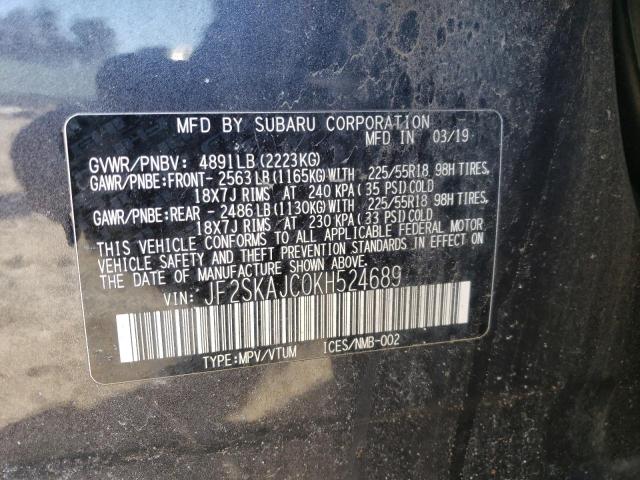 MFD BY SUBARU CORPORATION
MFD IN 03/19
GVWR/PNBV: 4891LB(2223KG)
GAWR/PNBE:FRONT- 2563LB(1165KG)WITH 225/55R18 98H TIRES,
18X7J RIMS AT 240 KPA(35 PSI)COLD
GAWR/PNBE:REAR - 2486LB(1130KG)WITH 225/55R18 98H TIRES,
18X7J RIMS AT 230 KPA(33 PSI)COLD
THIS VEHICLE CONFORMS TO ALL APPLICABLE FEDERAL MOTOR
VEHICLE SAFETY AND THEFT PREVENTION STANDARDS IN EFFECT ON
THE DATE OF MANUFACTURE SHOWN ABOVE.
VIN: JF2SKAJC0KH524689
TYPE:MPV/VTUM ICES/NMB-002